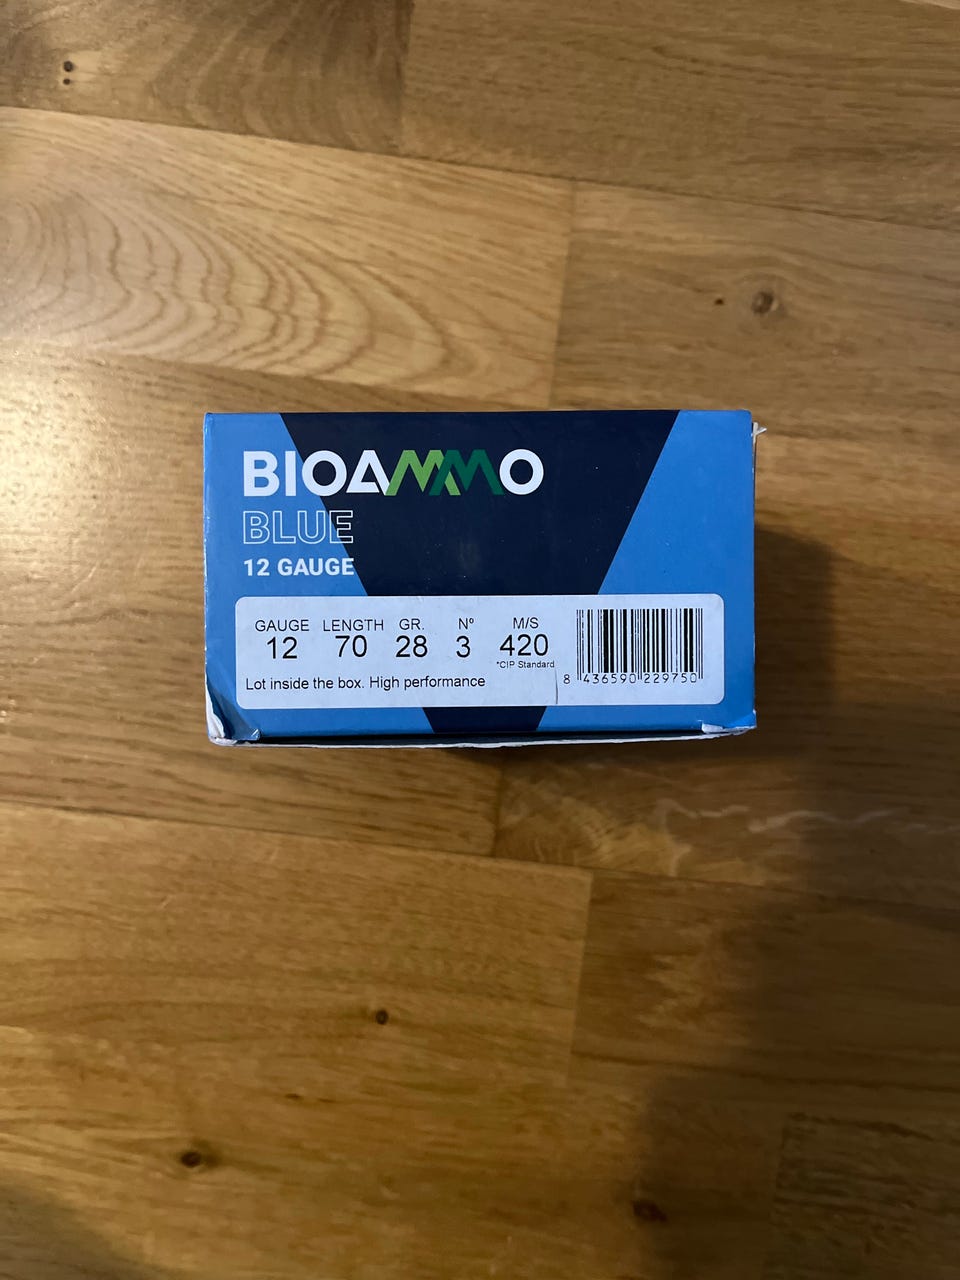 BIOAMMO
BLUE
12 GAUGE
GAUGE LENGTH GR. Nº M/S
12 70 28 3 420
*CIP Standard
Lot inside the box. High performance
8 436590 229750